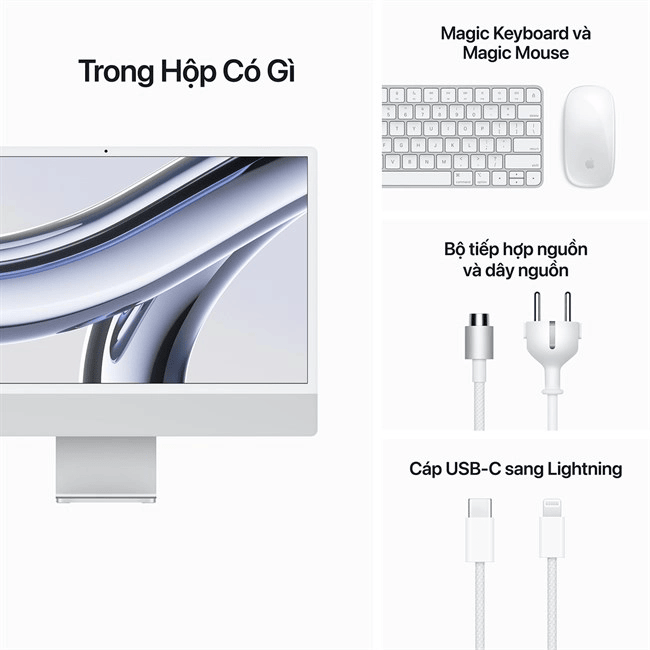 Trong Hộp Có Gì
Magic Keyboard và
Magic Mouse
Bộ tiếp hợp nguồn
và dây nguồn
Cáp USB-C sang Lightning